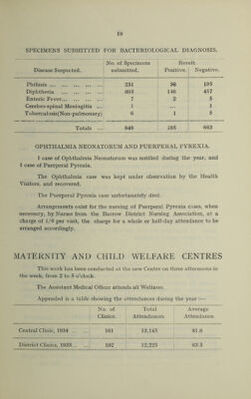 59
SPECIMENS SUBMITTED FOR BACTERIOLOGICAL DIAGNOSIS.
Disease Suspected. No. of Specimens submitted. Result. Positive. Negative.
Phthisis ... 231 36 195
Diphtheria ... 603 146 457
Enteric Fever... 7 2 5
Cerebro-spinal Meningitis ... 1 ... 1
Tuberculosis(Non-pulmonary) 6 1 5
Totals ... 848 185 663
OPHTHALMIA NEONATORUM AND PUERPERAL PYREXIA.
1 case of Ophthalmia Neonatorum was notified during the year, and
1 case of Puerperal Pyrexia.
The Ophthalmia case was kept under observation by the Health
Visitors, and recovered.
The Puerperal Pyrexia case unfortunately died.
Arrangements exist for the nursing of Puerperal Pyrexia cases, when
necessary, by Nurses from the Barrow District Nursing Association, at a
charge of 1/6 per visit, the charge for a whole or half-day attendance to be
arranged accordingly.
MATERNITY AND CHILD WELFARE CENTRES
This work has been conducted at the new Centre on three afternoons in
the week, from 2 to 5 o'clock.
The Assistant Medical Officer attends all Welfares.
Appended is a table showing the attendances during the year :—
No. of Clinics. Total Attendances. Average Attendances.
Central Clinic, 1934 ... 161 13,145 81.6
District Clinics, 1933... 192 12,225 63.3